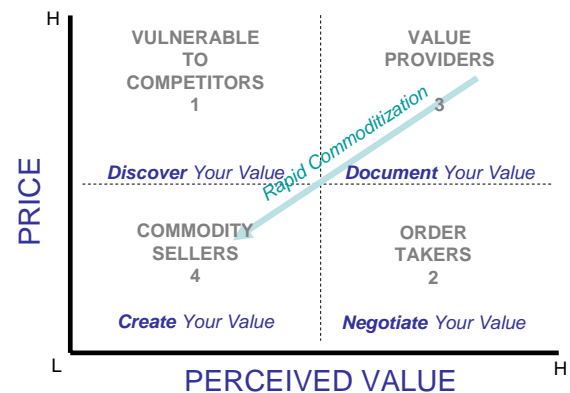 H
VULNERABLE
TO
COMPETITORS
1
VALUE
PROVIDERS
3
Rapid Commoditization
Discover Your Value
Document Your Value
PRICE
COMMODITY
SELLERS
4
ORDER
TAKERS
2
Create Your Value
Negotiate Your Value
L
H
PERCEIVED VALUE